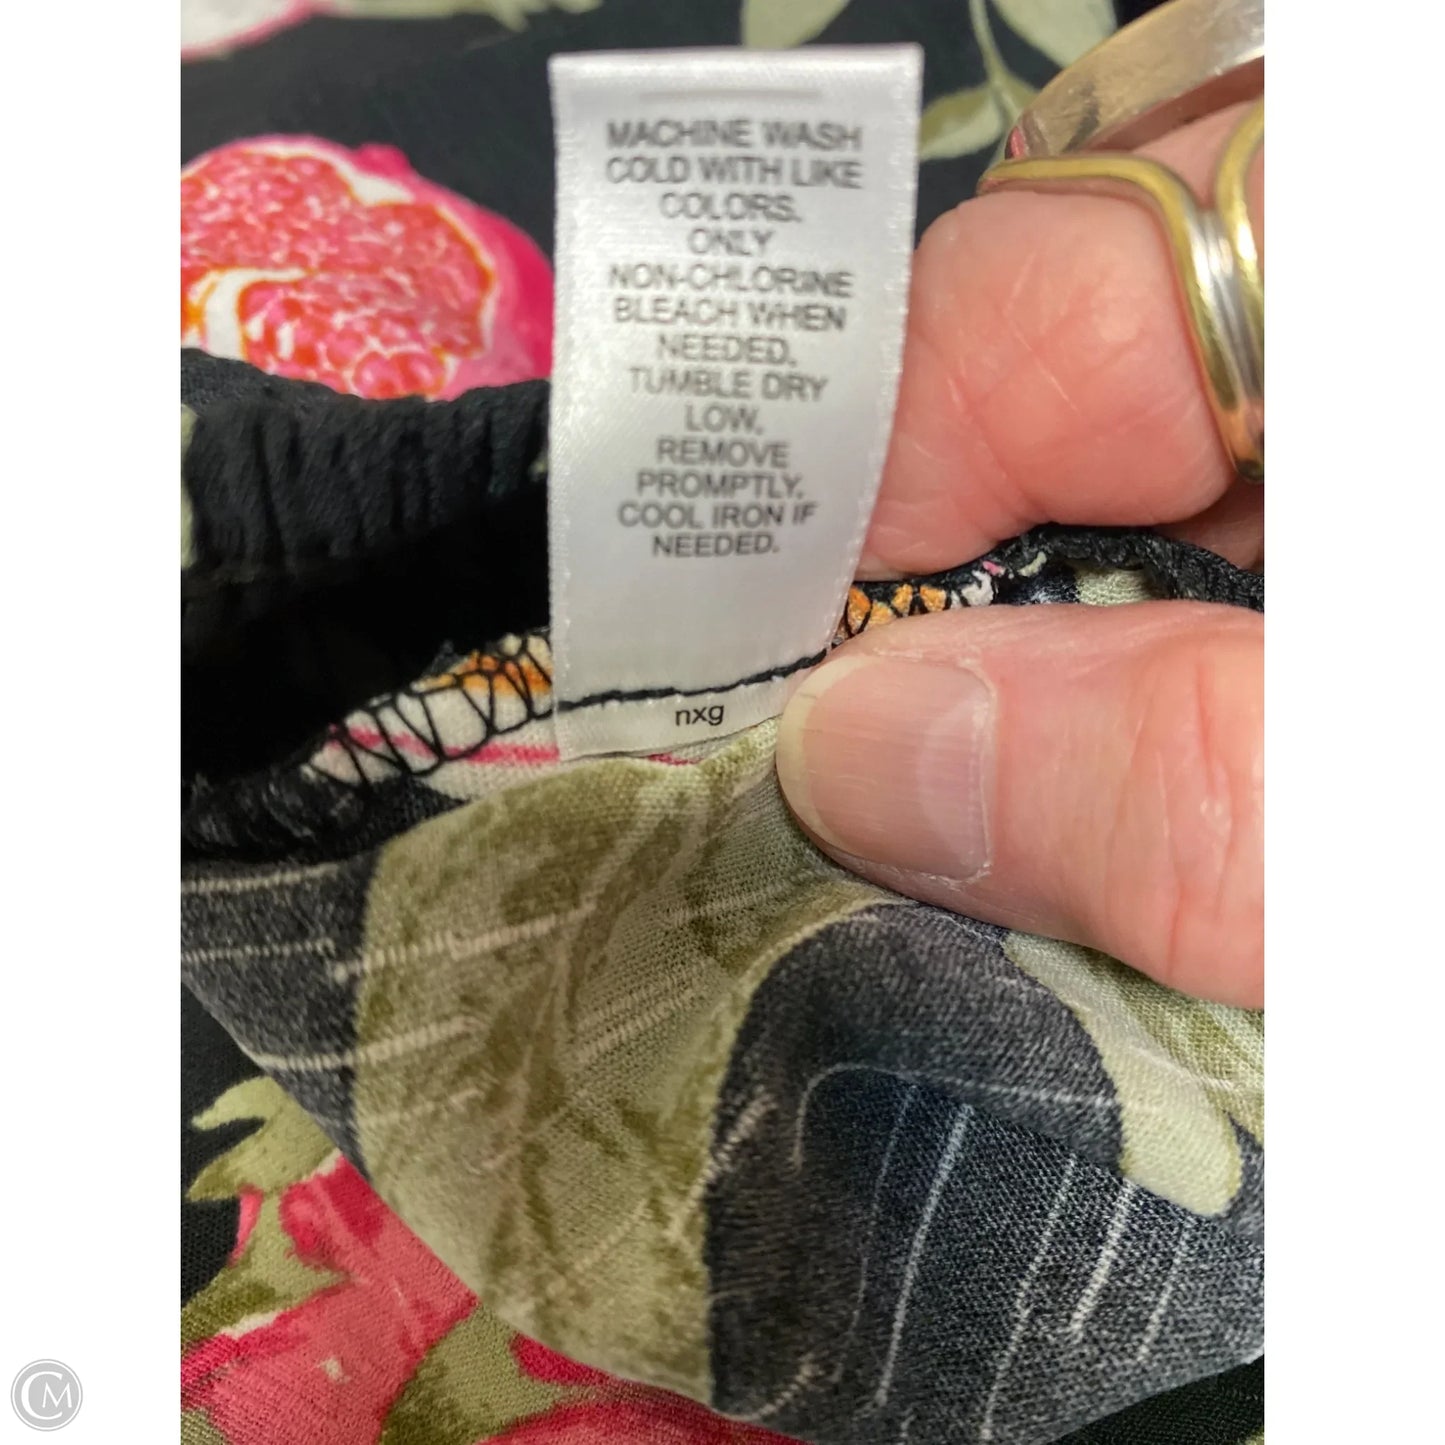 MACHINE WASH
COLD WITH LIKE
COLORS.
ONLY
NON-CHLORINE
BLEACH WHEN
NEEDED.
TUMBLE DRY
LOW.
REMOVE
PROMPTLY.
COOL IRON IF
NEEDED.
nxg
CM